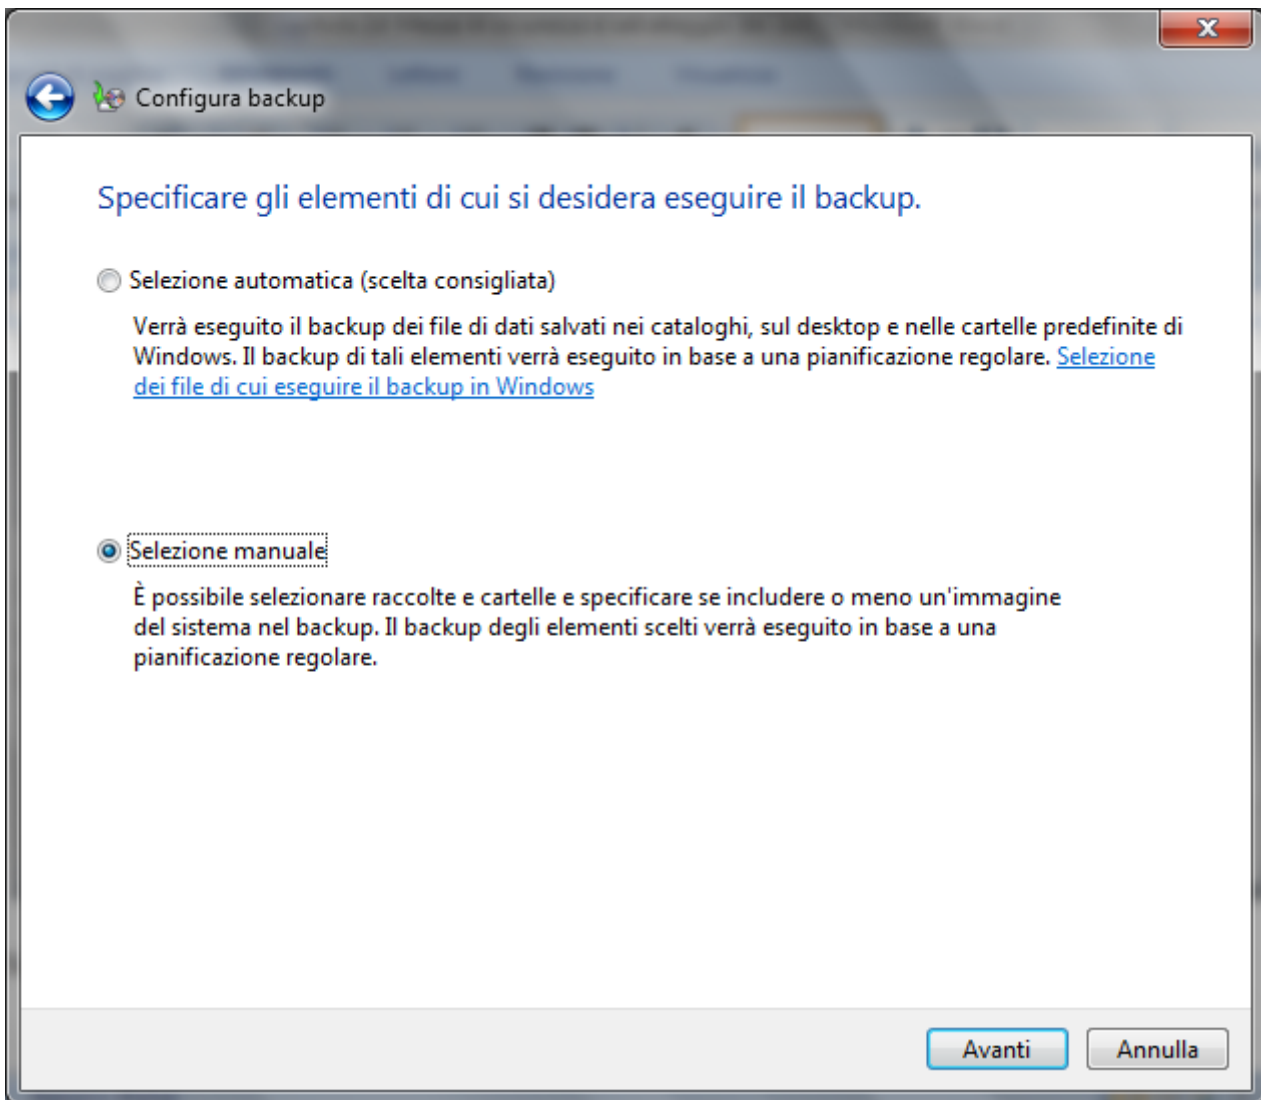 Configura backup
Specificare gli elementi di cui si desidera eseguire il backup.
Selezione automatica (scelta consigliata)
Verrà eseguito il backup dei file di dati salvati nei cataloghi, sul desktop e nelle cartelle predefinite di
Windows. Il backup di tali elementi verrà eseguito in base a una pianificazione regolare. Selezione
dei file di cui eseguire il backup in Windows
Selezione manuale
È possibile selezionare raccolte e cartelle e specificare se includere o meno un'immagine
del sistema nel backup. Il backup degli elementi scelti verrà eseguito in base a una
pianificazione regolare.
Avanti Annulla